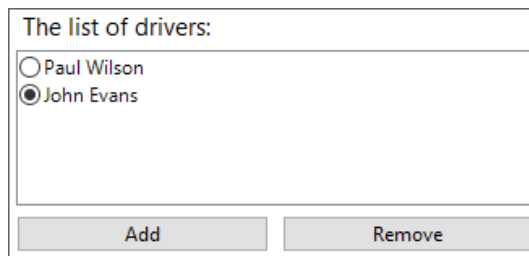 The list of drivers:
Paul Wilson
John Evans
Add
Remove